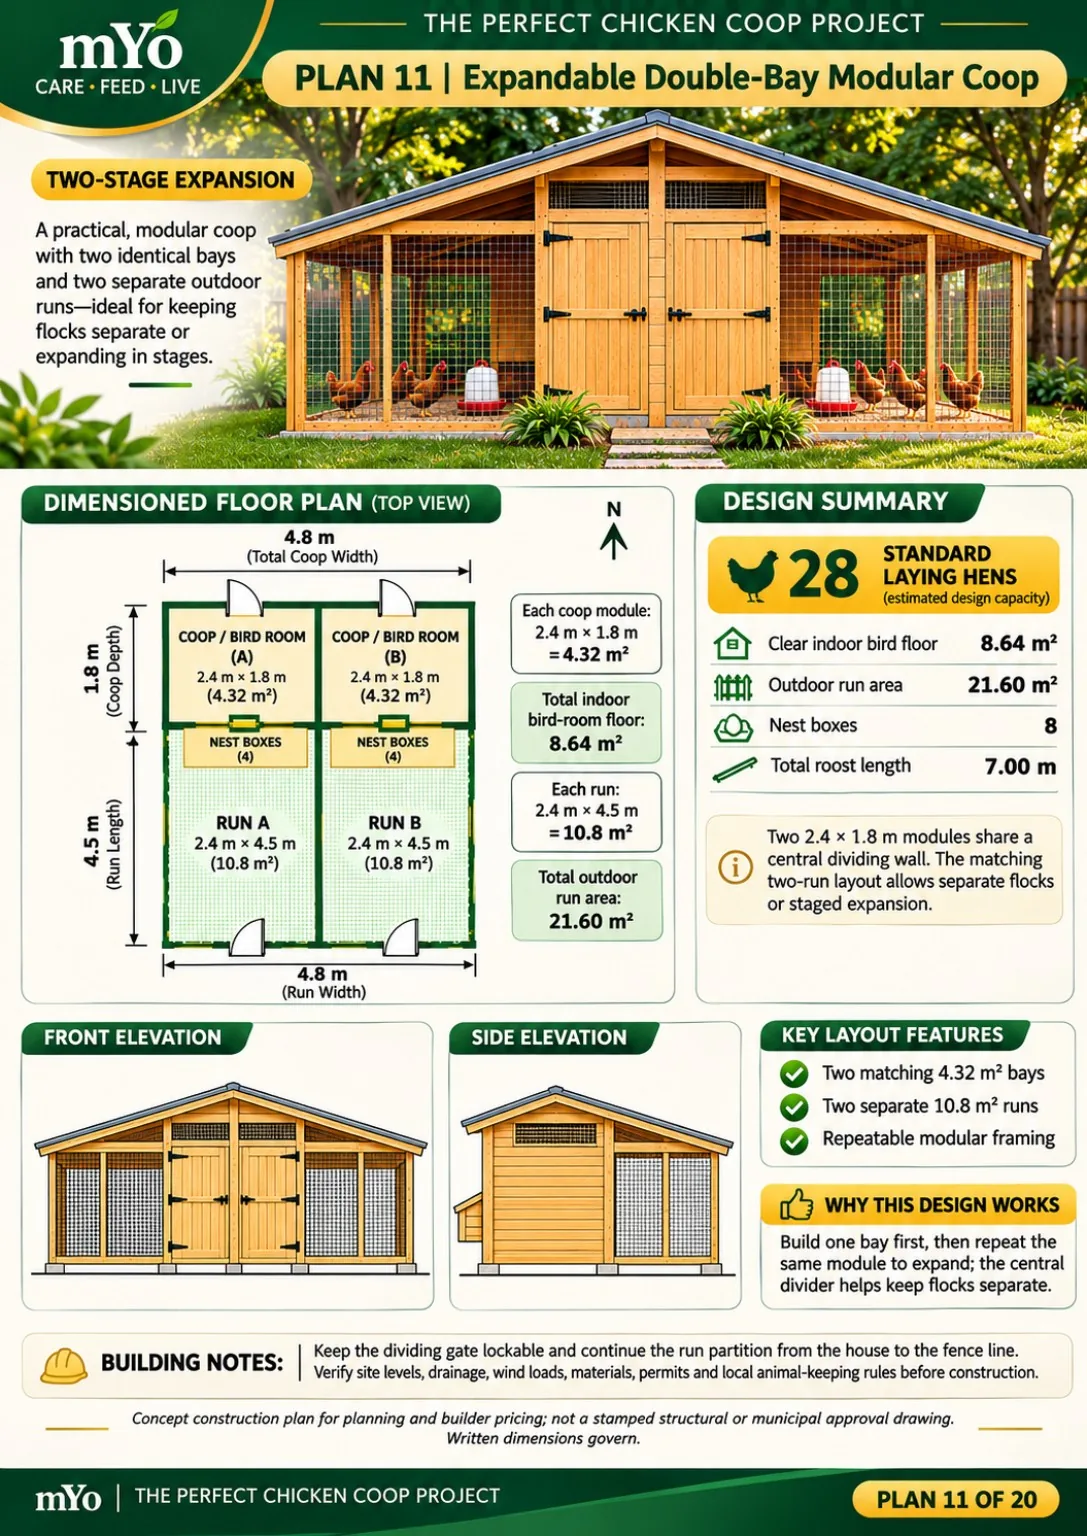 mYo
CARE • FEED • LIVE
THE PERFECT CHICKEN COOP PROJECT
PLAN 11 | Expandable Double-Bay Modular Coop
TWO-STAGE EXPANSION
A practical, modular coop
with two identical bays
and two separate outdoor
runs—ideal for keeping
flocks separate or
expanding in stages.
DIMENSIONED FLOOR PLAN (TOP VIEW)
N
4.8 m
(Total Coop Width)
1.8 m
(Coop Depth)
COOP / BIRD ROOM
(A)
2.4 m × 1.8 m
(4.32 m²)
COOP / BIRD ROOM
(B)
2.4 m × 1.8 m
(4.32 m²)
NEST BOXES
(4)
NEST BOXES
(4)
4.5 m
(Run Length)
RUN A
2.4 m × 4.5 m
(10.8 m²)
RUN B
2.4 m × 4.5 m
(10.8 m²)
4.8 m
(Run Width)
Each coop module:
2.4 m × 1.8 m
= 4.32 m²
Total indoor
bird-room floor:
8.64 m²
Each run:
2.4 m × 4.5 m
= 10.8 m²
Total outdoor
run area:
21.60 m²
DESIGN SUMMARY
28
STANDARD
LAYING HENS
(estimated design capacity)
Clear indoor bird floor 8.64 m²
Outdoor run area 21.60 m²
Nest boxes 8
Total roost length 7.00 m
Two 2.4 × 1.8 m modules share a
central dividing wall. The matching
two-run layout allows separate flocks
or staged expansion.
FRONT ELEVATION
SIDE ELEVATION
KEY LAYOUT FEATURES
Two matching 4.32 m² bays
Two separate 10.8 m² runs
Repeatable modular framing
WHY THIS DESIGN WORKS
Build one bay first, then repeat the
same module to expand; the central
divider helps keep flocks separate.
BUILDING NOTES:
Keep the dividing gate lockable and continue the run partition from the house to the fence line.
Verify site levels, drainage, wind loads, materials, permits and local animal-keeping rules before construction.
Concept construction plan for planning and builder pricing; not a stamped structural or municipal approval drawing.
Written dimensions govern.
mYo | THE PERFECT CHICKEN COOP PROJECT
PLAN 11 OF 20